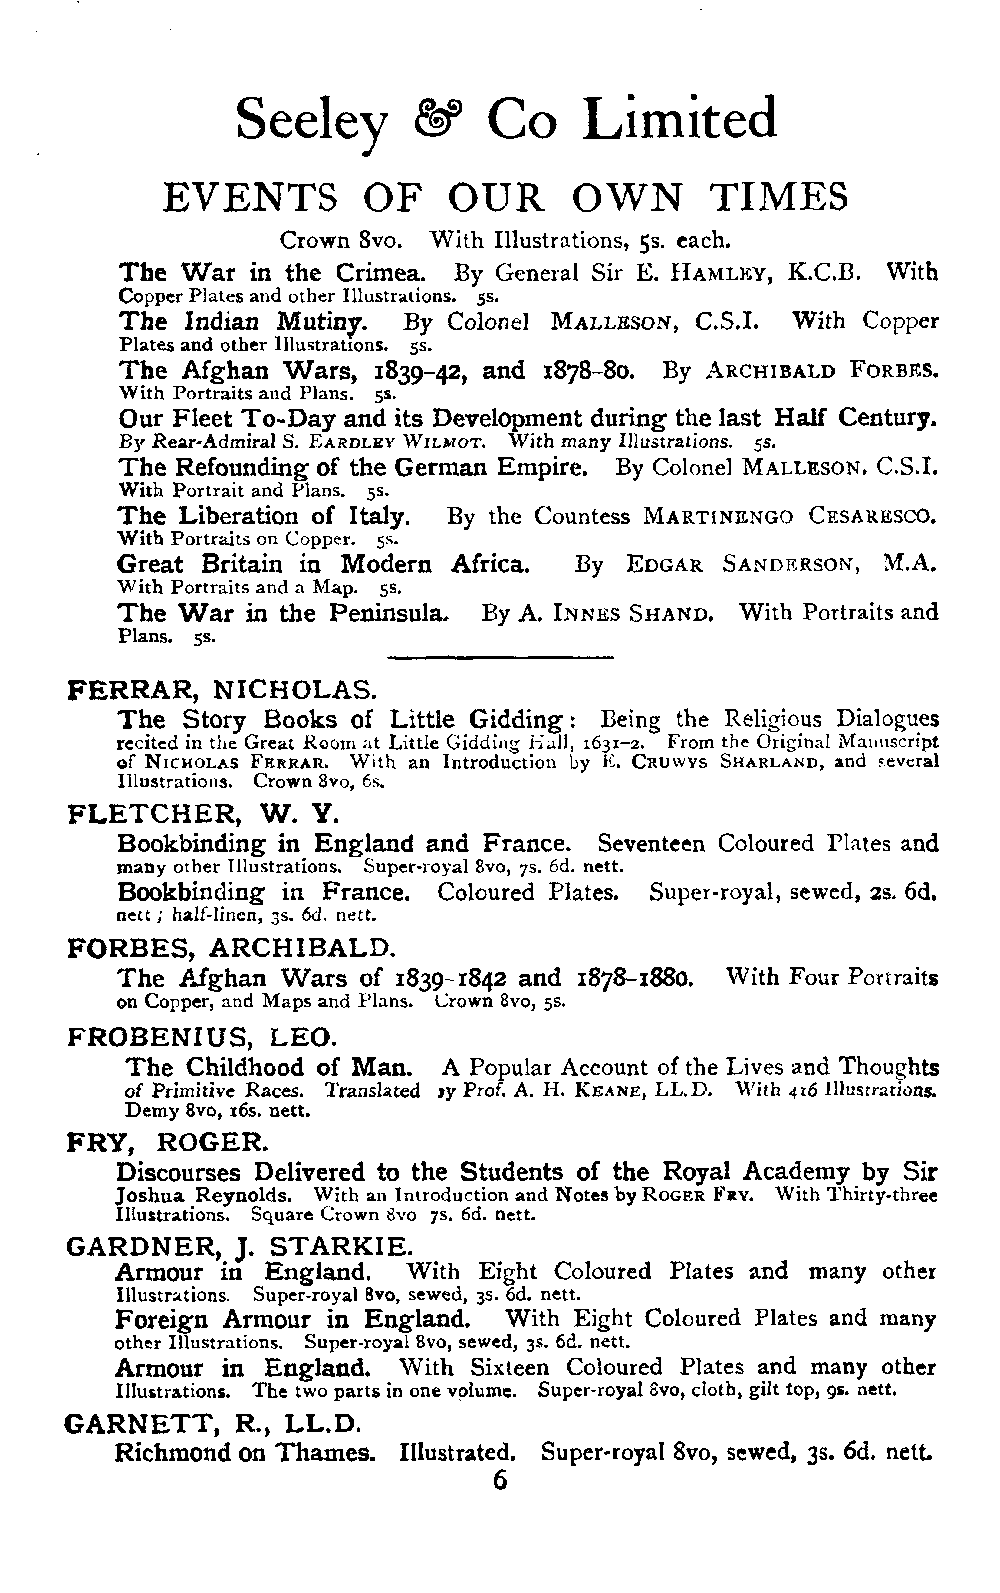 Seeley & Co Limited
EVENTS OF OUR OWN TIMES
Crown 8vo. With Illustrations, 5s. each.
The War in the Crimea. By General Sir E. HAMLEY, K.C.B. With
Copper Plates and other Illustrations. 5s.
The Indian Mutiny. By Colonel MALLESON, C.S.I. With Copper
Plates and other Illustrations. 5s.
The Afghan Wars, 1839–42, and 1878–80. By ARCHIBALD FORBES.
With Portraits and Plans. 5s.
Our Fleet To-Day and its Development during the last Half Century.
By Rear-Admiral S. EARDLEY WILMOT. With many Illustrations. 5s.
The Refounding of the German Empire. By Colonel MALLESON, C.S.I.
With Portrait and Plans. 5s.
The Liberation of Italy. By the Countess MARTINENGO CESARESCO.
With Portraits on Copper. 5s.
Great Britain in Modern Africa. By EDGAR SANDERSON, M.A.
With Portraits and a Map. 5s.
The War in the Peninsula. By A. INNES SHAND. With Portraits and
Plans. 5s.
FERRAR, NICHOLAS.
The Story Books of Little Gidding: Being the Religious Dialogues
recited in the Great Room at Little Gidding Hall, 1631–2. From the Original Manuscript
of NICHOLAS FERRAR. With an Introduction by E. CRUWYS SHARLAND, and several
Illustrations. Crown 8vo, 6s.
FLETCHER, W. Y.
Bookbinding in England and France. Seventeen Coloured Plates and
many other Illustrations. Super-royal 8vo, 7s. 6d. nett.
Bookbinding in France. Coloured Plates. Super-royal, sewed, 2s. 6d.
nett; half-linen, 3s. 6d. nett.
FORBES, ARCHIBALD.
The Afghan Wars of 1839–1842 and 1878–1880. With Four Portraits
on Copper, and Maps and Plans. Crown 8vo, 5s.
FROBENIUS, LEO.
The Childhood of Man. A Popular Account of the Lives and Thoughts
of Primitive Races. Translated by Prof. A. H. KEANE, LL.D. With 416 Illustrations.
Demy 8vo, 16s. nett.
FRY, ROGER.
Discourses Delivered to the Students of the Royal Academy by Sir
Joshua Reynolds. With an Introduction and Notes by ROGER FRY. With Thirty-three
Illustrations. Square Crown 8vo 7s. 6d. nett.
GARDNER, J. STARKIE.
Armour in England. With Eight Coloured Plates and many other
Illustrations. Super-royal 8vo, sewed, 3s. 6d. nett.
Foreign Armour in England. With Eight Coloured Plates and many
other Illustrations. Super-royal 8vo, sewed, 3s. 6d. nett.
Armour in England. With Sixteen Coloured Plates and many other
Illustrations. The two parts in one volume. Super-royal 8vo, cloth, gilt top, 9s. nett.
GARNETT, R., LL.D.
Richmond on Thames. Illustrated. Super-royal 8vo, sewed, 3s. 6d. nett.
6